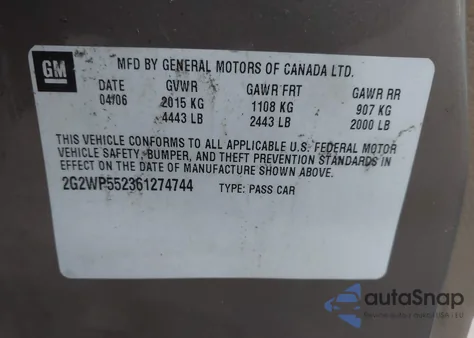 GM
MFD BY GENERAL MOTORS OF CANADA LTD.
DATE GVWR GAWR FRT GAWR RR
04/06 2015 KG 1108 KG 907 KG
4443 LB 2443 LB 2000 LB
THIS VEHICLE CONFORMS TO ALL APPLICABLE U.S. FEDERAL MOTOR
VEHICLE SAFETY, BUMPER, AND THEFT PREVENTION STANDARDS IN
EFFECT ON THE DATE OF MANUFACTURE SHOWN ABOVE.
2G2WP552361274744 TYPE: PASS CAR
autoSnap